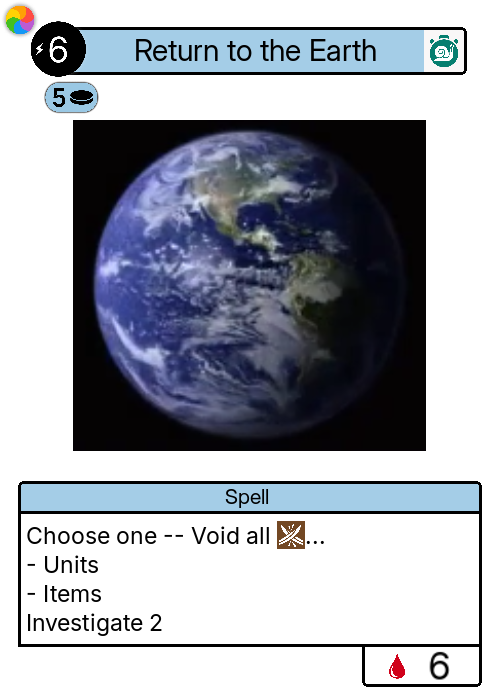 6
Return to the Earth
5
Spell
Choose one -- Void all ...
- Units
- Items
Investigate 2
6